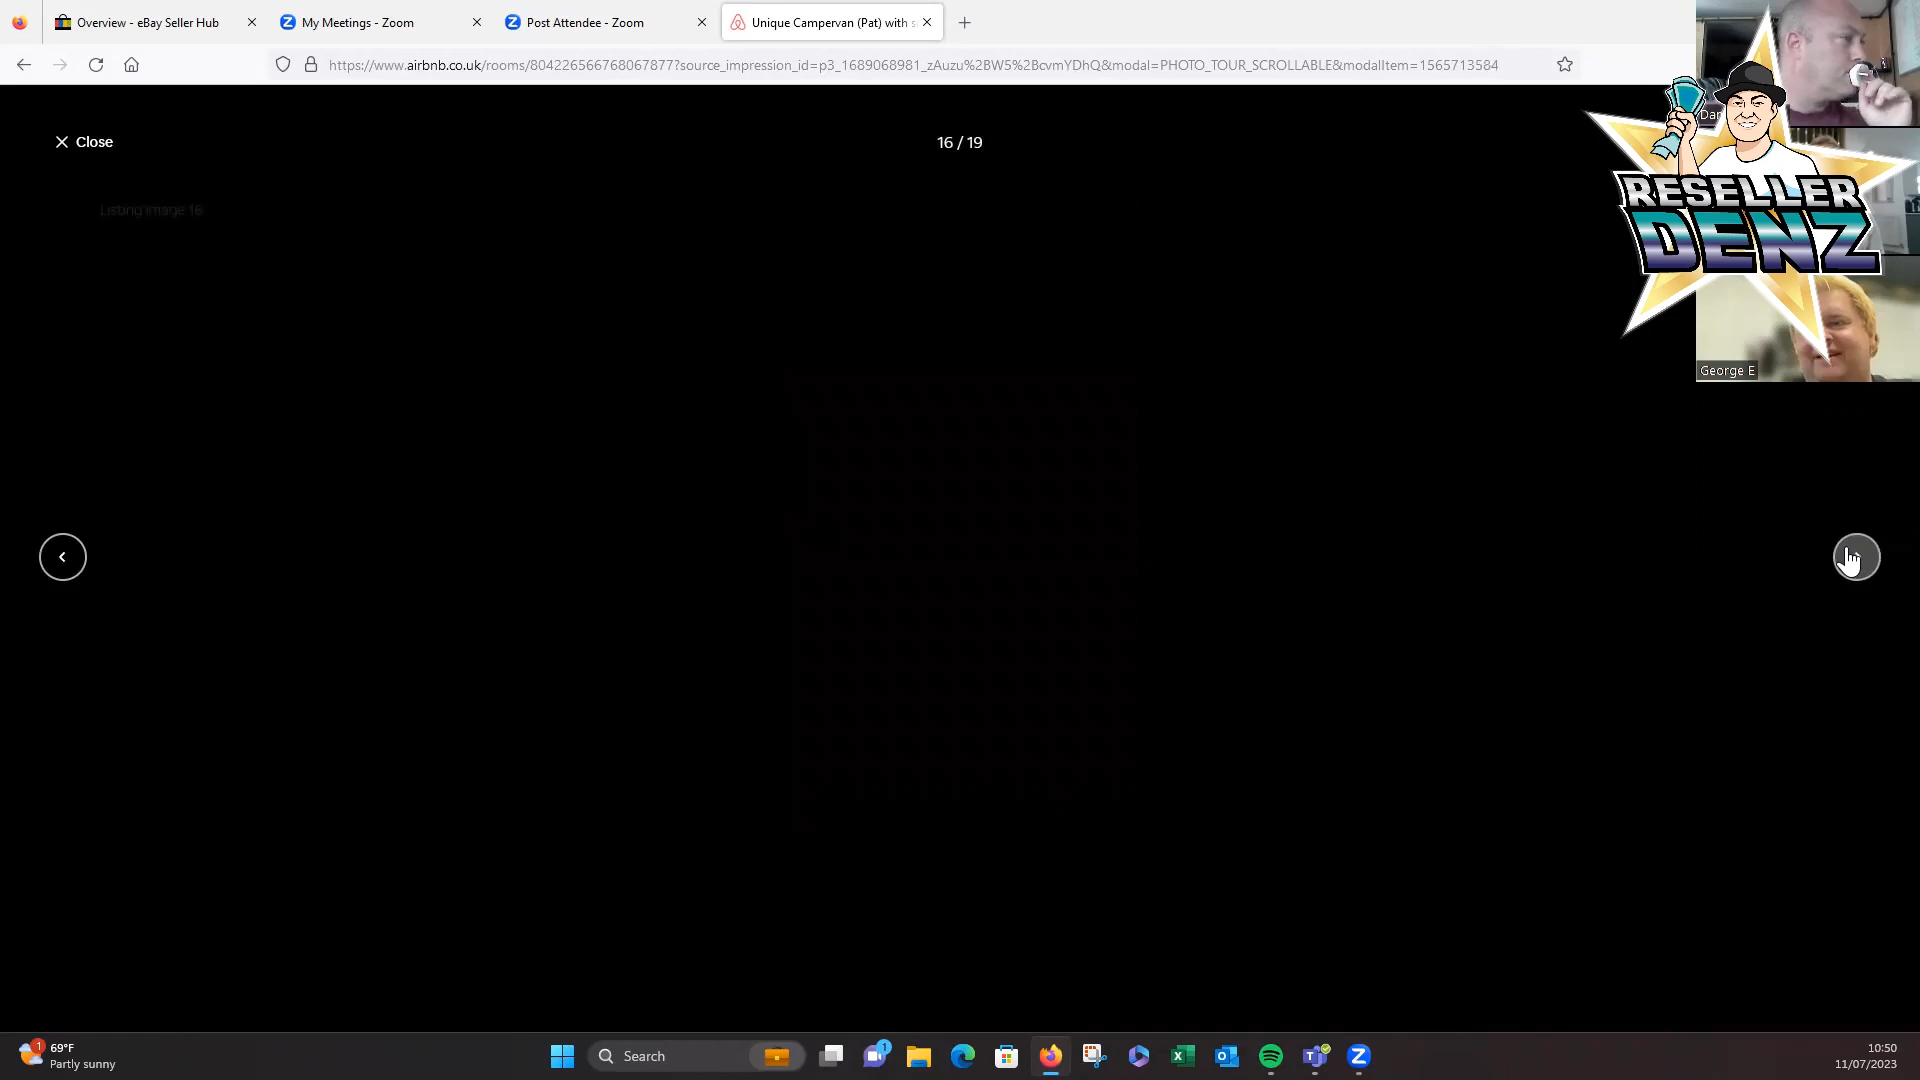 Overview - eBay Seller Hub
My Meetings - Zoom
Post Attendee - Zoom
Unique Campervan (Pat) with s
https://www.airbnb.co.uk/rooms/804226566768067877?source_impression_id=p3_1689068981_zAuzu%2BW5%2BcvmYDhQ&modal=PHOTO_TOUR_SCROLLABLE&modalItem=1565713584
Close
16 / 19
Listing image 16
Dar
RESELLER
DENZ
George E
69°F
Partly sunny
Search
10:50
11/07/2023